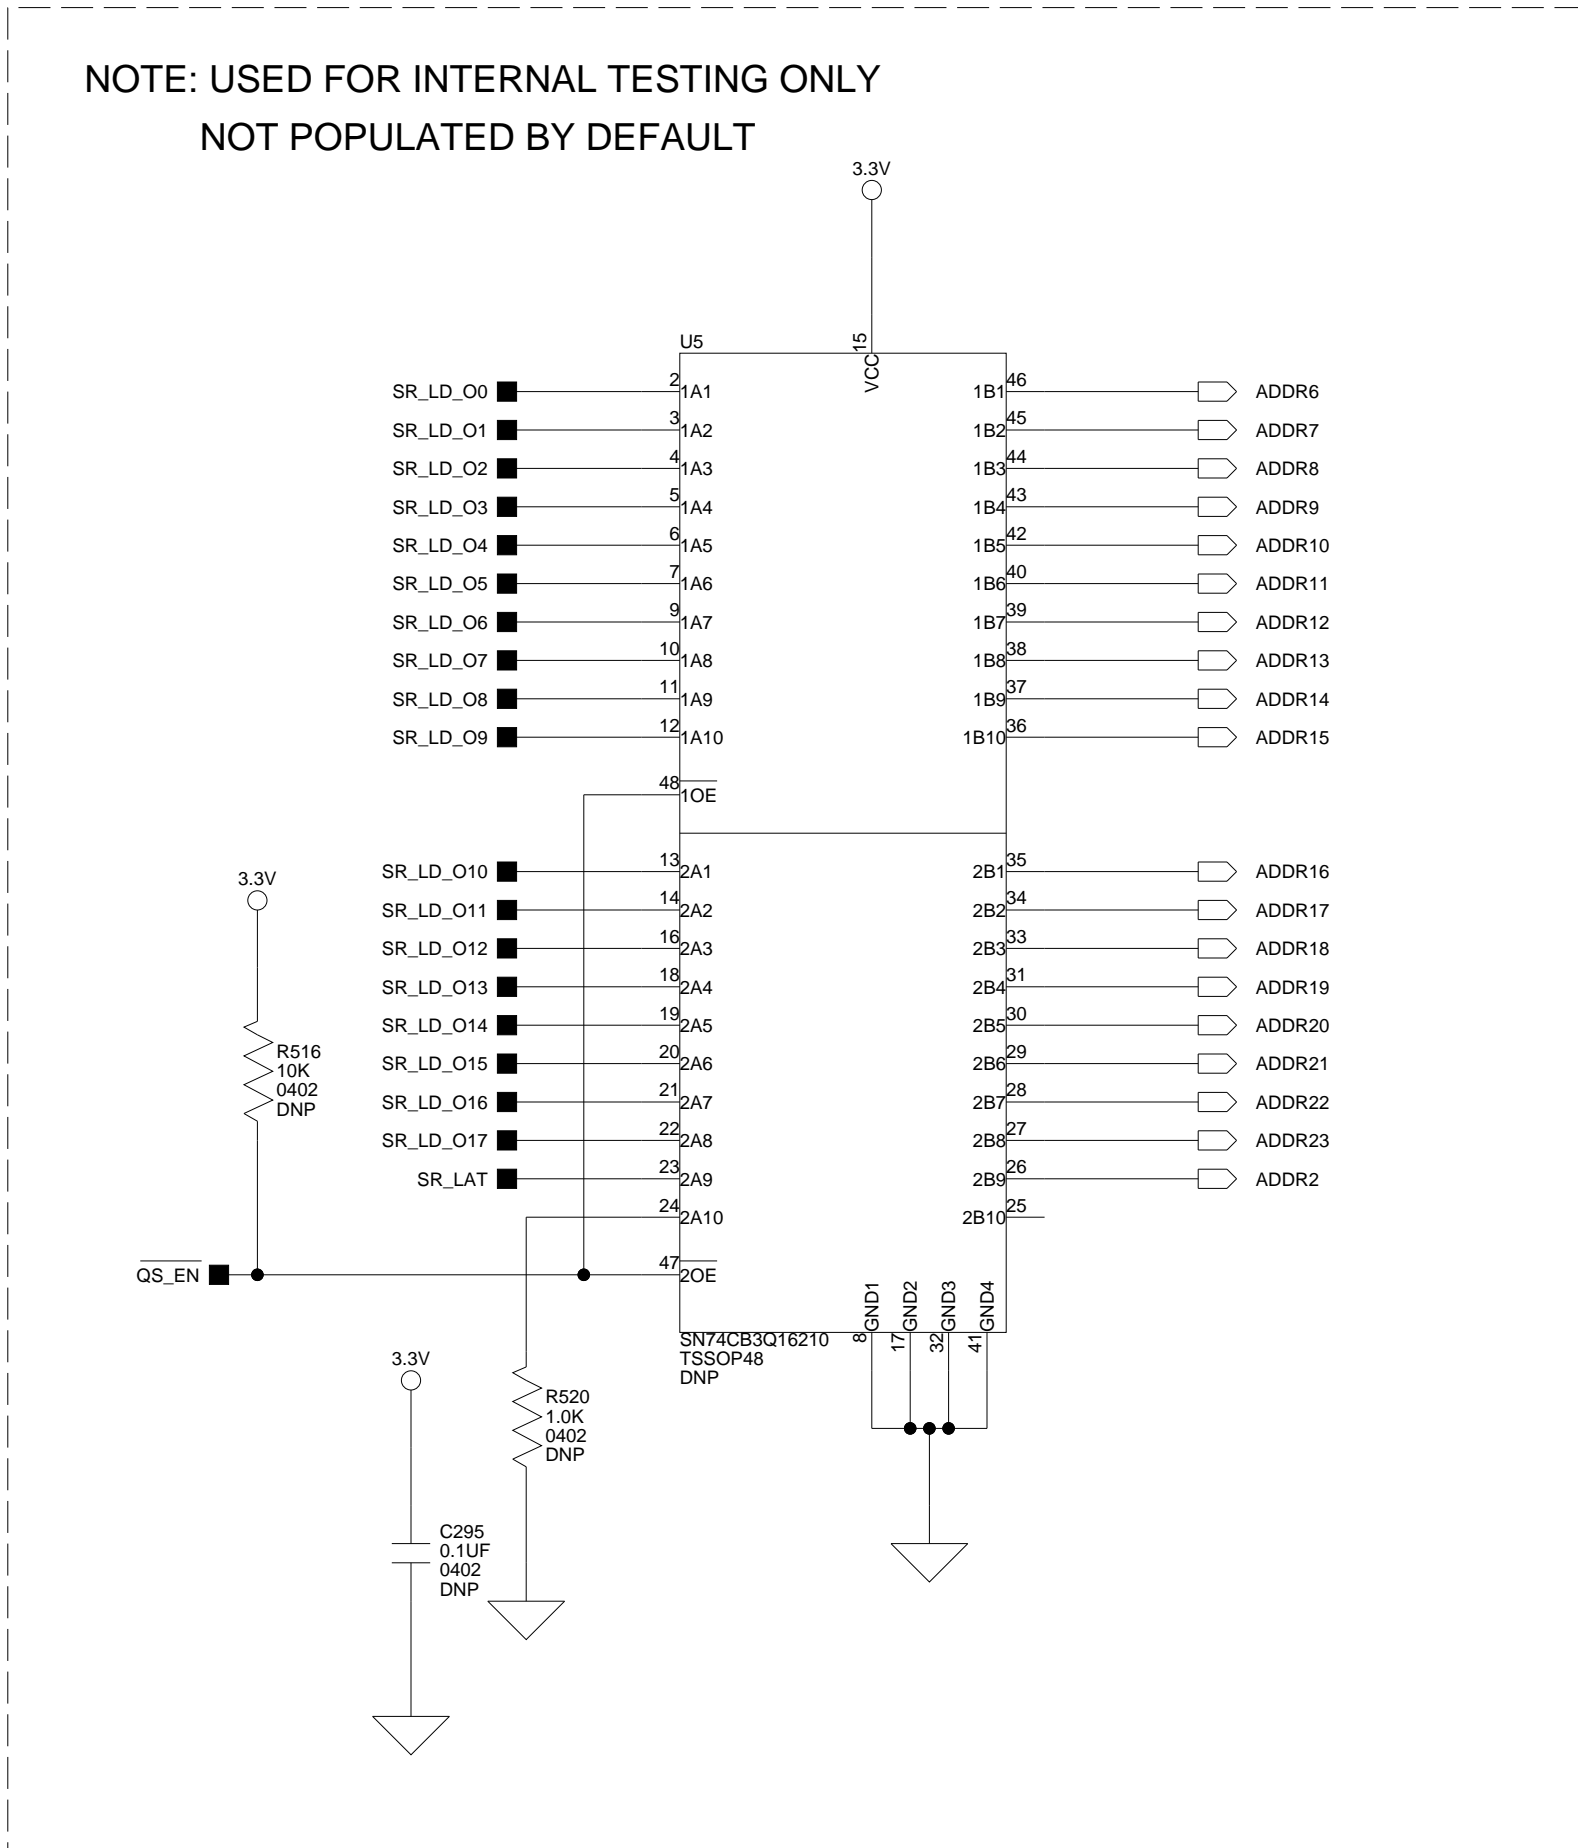 NOTE: USED FOR INTERNAL TESTING ONLY
NOT POPULATED BY DEFAULT
3.3V
U5
15
VCC
SR_LD_O0 2 1A1 1B1 46 ADDR6
SR_LD_O1 3 1A2 1B2 45 ADDR7
SR_LD_O2 4 1A3 1B3 44 ADDR8
SR_LD_O3 5 1A4 1B4 43 ADDR9
SR_LD_O4 6 1A5 1B5 42 ADDR10
SR_LD_O5 7 1A6 1B6 40 ADDR11
SR_LD_O6 9 1A7 1B7 39 ADDR12
SR_LD_O7 10 1A8 1B8 38 ADDR13
SR_LD_O8 11 1A9 1B9 37 ADDR14
SR_LD_O9 12 1A10 1B10 36 ADDR15
48 1OE
SR_LD_O10 13 2A1 2B1 35 ADDR16
SR_LD_O11 14 2A2 2B2 34 ADDR17
SR_LD_O12 16 2A3 2B3 33 ADDR18
SR_LD_O13 18 2A4 2B4 31 ADDR19
SR_LD_O14 19 2A5 2B5 30 ADDR20
SR_LD_O15 20 2A6 2B6 29 ADDR21
SR_LD_O16 21 2A7 2B7 28 ADDR22
SR_LD_O17 22 2A8 2B8 27 ADDR23
SR_LAT 23 2A9 2B9 26 ADDR2
24 2A10 2B10 25
QS_EN 47 2OE
3.3V
R516
10K
0402
DNP
8 GND1
17 GND2
32 GND3
41 GND4
SN74CB3Q16210
TSSOP48
DNP
3.3V
R520
1.0K
0402
DNP
C295
0.1UF
0402
DNP